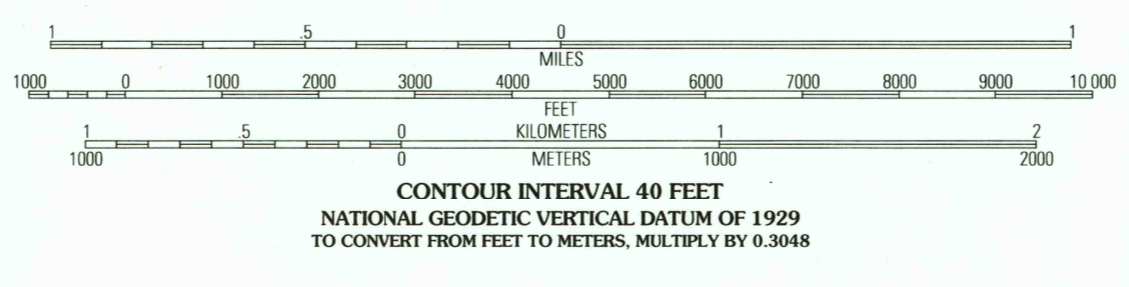 1 .5 0 1
MILES
1000 0 1000 2000 3000 4000 5000 6000 7000 8000 9000 10 000
FEET
1 .5 0 KILOMETERS 1 2
1000 0 METERS 1000 2000
CONTOUR INTERVAL 40 FEET
NATIONAL GEODETIC VERTICAL DATUM OF 1929
TO CONVERT FROM FEET TO METERS, MULTIPLY BY 0.3048